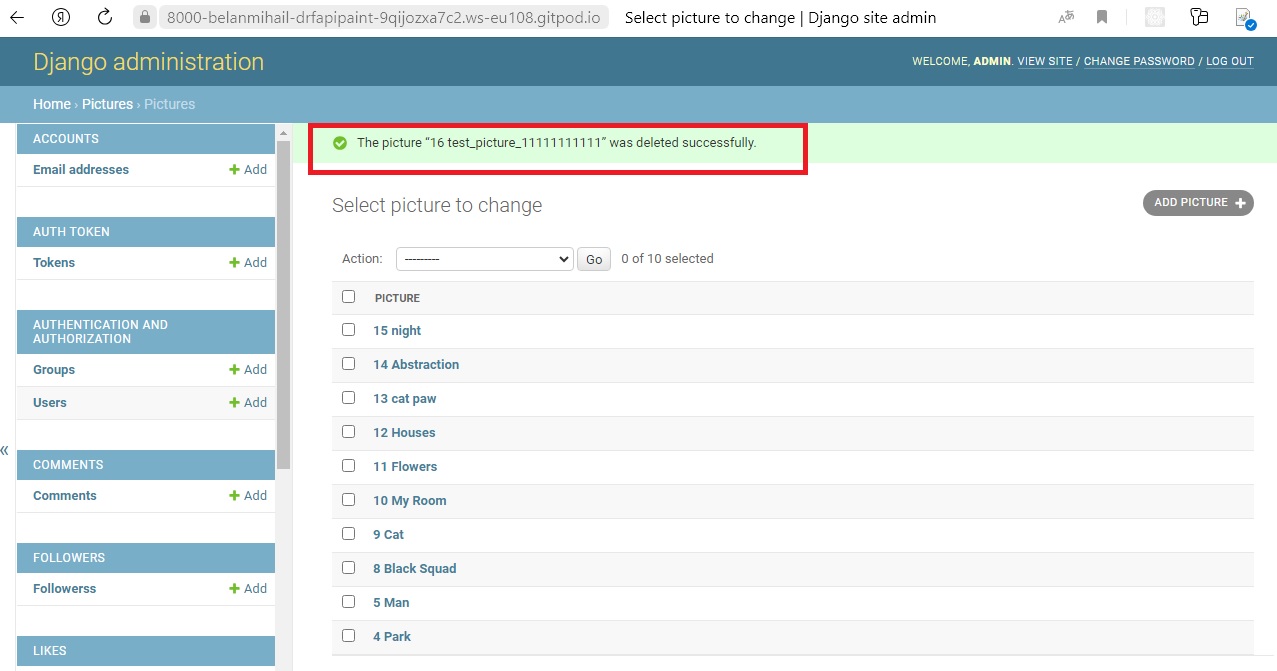 8000-belanmihail-drfapipaint-9qijozxa7c2.ws-eu108.gitpod.io Select picture to change | Django site admin
Django administration
WELCOME, ADMIN. VIEW SITE / CHANGE PASSWORD / LOG OUT
Home › Pictures › Pictures
ACCOUNTS
Email addresses + Add
AUTH TOKEN
Tokens + Add
AUTHENTICATION AND
AUTHORIZATION
Groups + Add
Users + Add
«
COMMENTS
Comments + Add
FOLLOWERS
Followerss + Add
LIKES
The picture “16 test_picture_11111111111” was deleted successfully.
Select picture to change
ADD PICTURE +
Action: --------- Go 0 of 10 selected
PICTURE
15 night
14 Abstraction
13 cat paw
12 Houses
11 Flowers
10 My Room
9 Cat
8 Black Squad
5 Man
4 Park